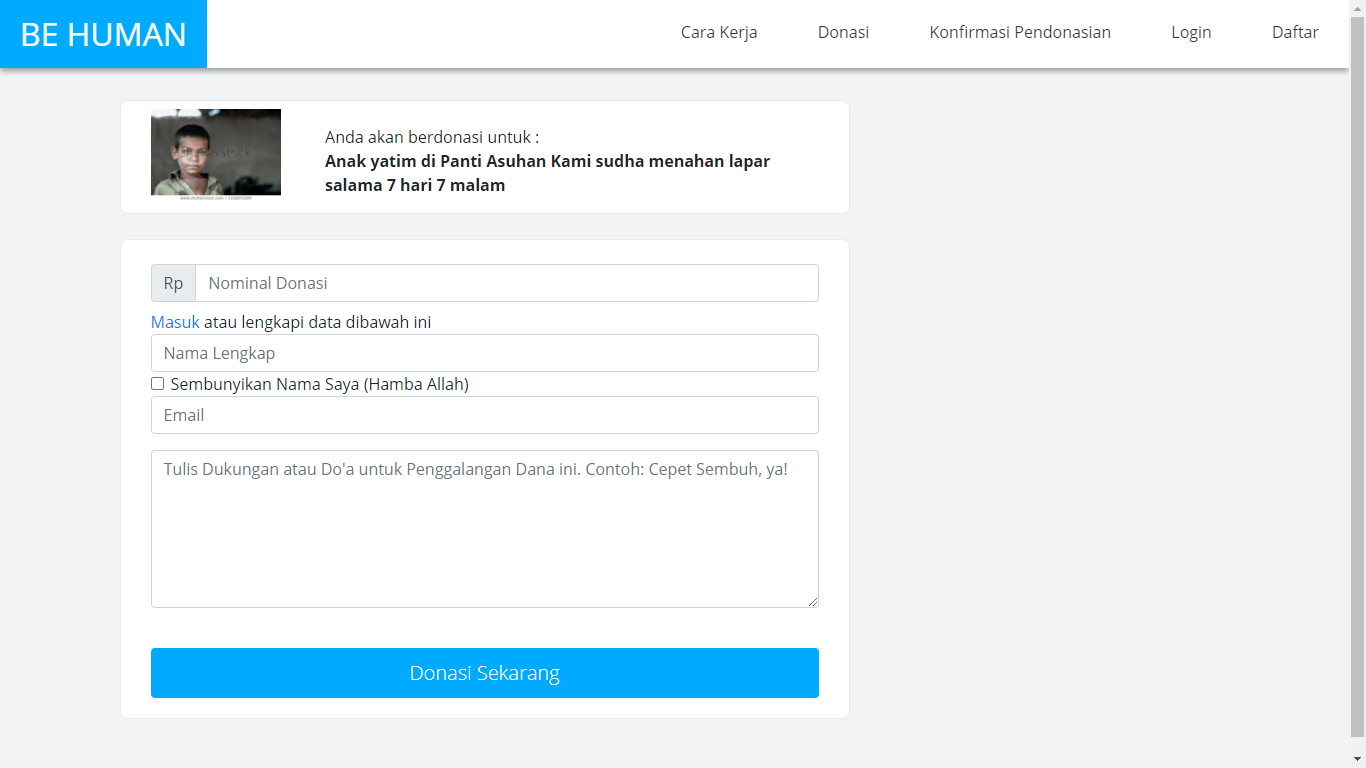 BE HUMAN
Cara Kerja
Donasi
Konfirmasi Pendonasian
Login
Daftar
Anda akan berdonasi untuk :
Anak yatim di Panti Asuhan Kami sudha menahan lapar
salama 7 hari 7 malam
Rp Nominal Donasi
Masuk atau lengkapi data dibawah ini
Nama Lengkap
Sembunyikan Nama Saya (Hamba Allah)
Email
Tulis Dukungan atau Do'a untuk Penggalangan Dana ini. Contoh: Cepet Sembuh, ya!
Donasi Sekarang